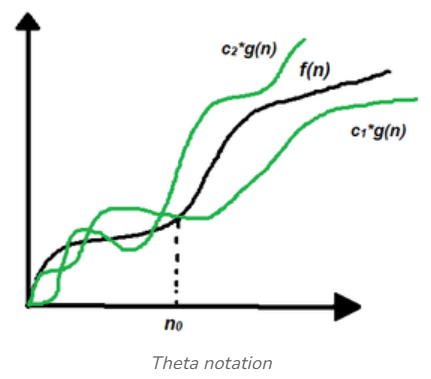 c₂*g(n)
f(n)
c₁*g(n)
n₀
Theta notation